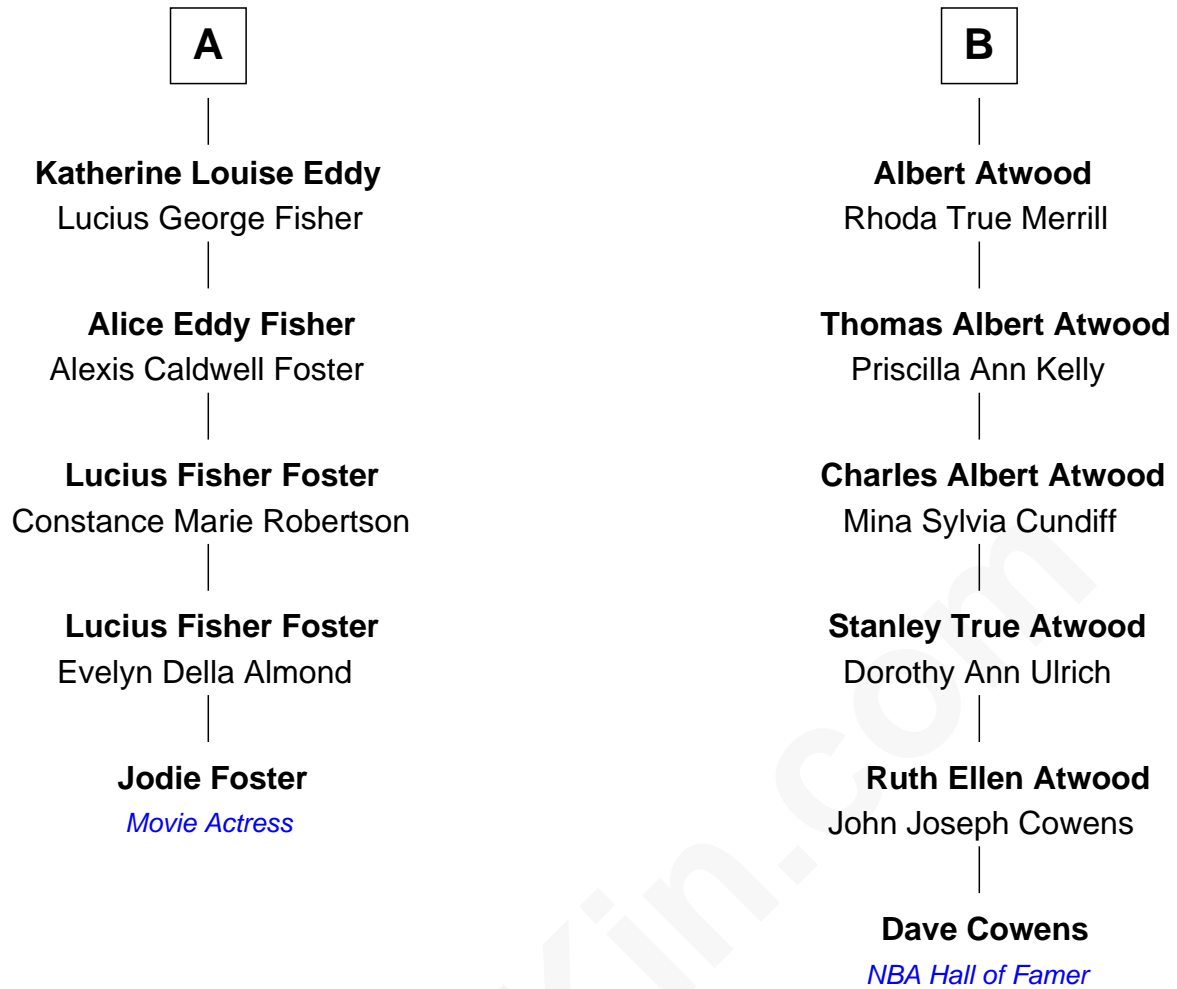 A
Katherine Louise Eddy
Lucius George Fisher
Alice Eddy Fisher
Alexis Caldwell Foster
Lucius Fisher Foster
Constance Marie Robertson
Lucius Fisher Foster
Evelyn Della Almond
Jodie Foster
Movie Actress
B
Albert Atwood
Rhoda True Merrill
Thomas Albert Atwood
Priscilla Ann Kelly
Charles Albert Atwood
Mina Sylvia Cundiff
Stanley True Atwood
Dorothy Ann Ulrich
Ruth Ellen Atwood
John Joseph Cowens
Dave Cowens
NBA Hall of Famer
Kin.com